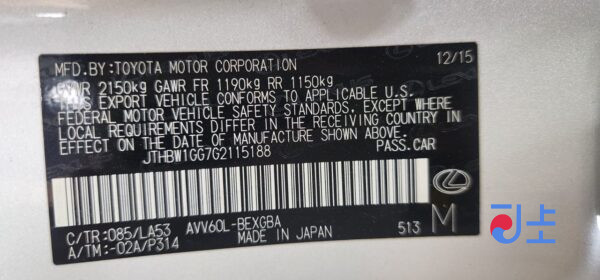 MFD. BY: TOYOTA MOTOR CORPORATION 12/15
GVWR 2150kg GAWR FR 1190kg RR 1150kg
THIS EXPORT VEHICLE CONFORMS TO APPLICABLE U.S.
FEDERAL MOTOR VEHICLE SAFETY STANDARDS, EXCEPT WHERE
LOCAL REQUIREMENTS DIFFER IN THE RECEIVING COUNTRY
ON THE DATE OF MANUFACTURE SHOWN ABOVE.
JTHBW1GG7G2115188 PASS.CAR
C/TR:085/LA53 AVV60L-BEXGBA
A/TM:-02A/P314 MADE IN JAPAN 513 M